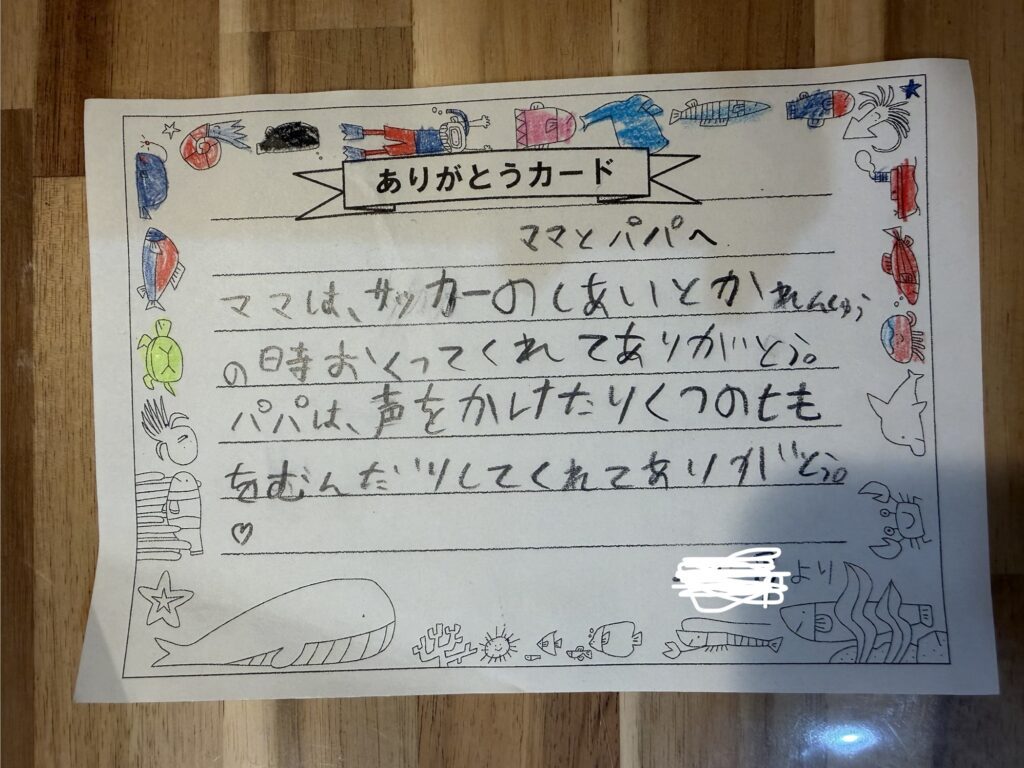 ありがとうカード
ママとパパへ
ママは、サッカーのしあいとかれんしゅう
の時おくってくれてありがとう。
パパは、声をかけたりくつのひも
をむんだりしてくれてありがとう。
♡
より